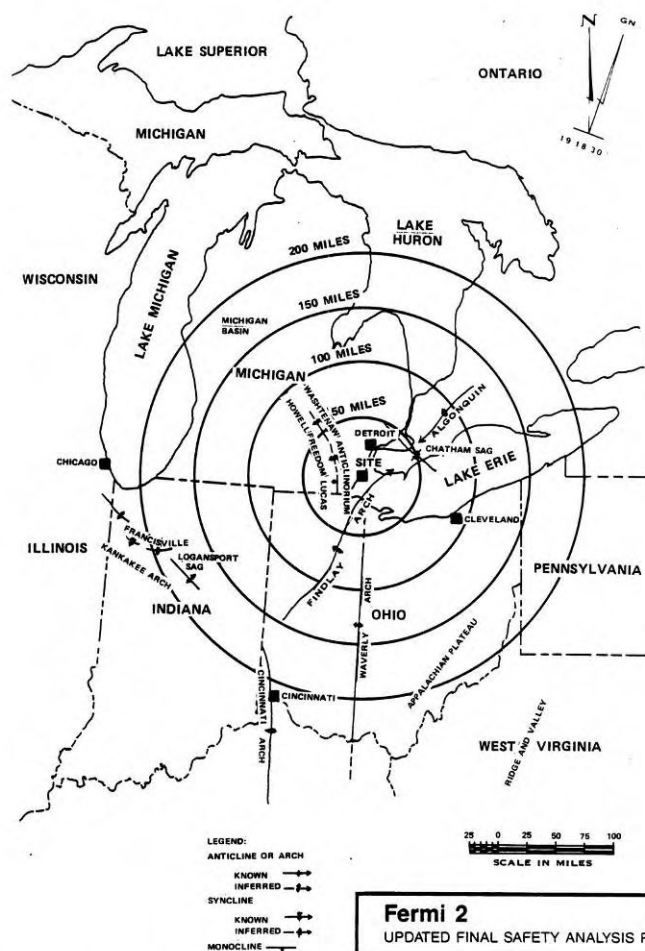 LAKE SUPERIOR
N
GN
ONTARIO
MICHIGAN
191830
LAKE
HURON
200 MILES
WISCONSIN
LAKE MICHIGAN
150 MILES
MICHIGAN
BASIN
100 MILES
MICHIGAN
50 MILES
WASHTENAW ANTICLINORIUM
HOWELL
FREEDOM
LUCAS
ALGONQUIN
DETROIT
CHATHAM SAG
LAKE ERIE
CHICAGO
SITE
CLEVELAND
FINDLAY ARCH
FRANCISVILLE
ILLINOIS
LOGANSPORT
SAG
KANKAKEE ARCH
PENNSYLVANIA
INDIANA
OHIO
WAVERLY ARCH
APPALACHIAN PLATEAU
CINCINNATI ARCH
CINCINNATI
WEST VIRGINIA
RIDGE AND VALLEY
25 0 25 50 75 100
SCALE IN MILES
LEGEND:
ANTICLINE OR ARCH
KNOWN
INFERRED
SYNCLINE
KNOWN
INFERRED
MONOCLINE
Fermi 2
UPDATED FINAL SAFETY ANALYSIS